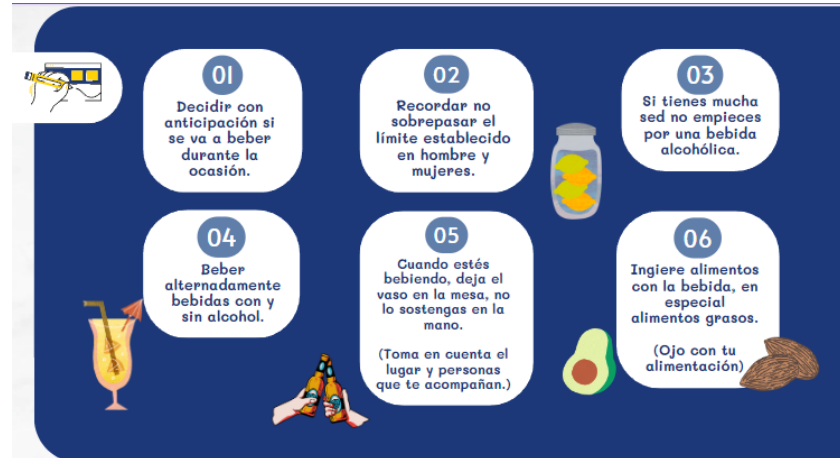 01
Decidir con
anticipación si
se va a beber
durante la
ocasión.
02
Recordar no
sobrepasar el
límite establecido
en hombre y
mujeres.
03
Si tienes mucha
sed no empieces
por una bebida
alcohólica.
04
Beber
alternadamente
bebidas con y
sin alcohol.
05
Cuando estés
bebiendo, deja el
vaso en la mesa, no
lo sostengas en la
mano.
(Toma en cuenta el
lugar y personas
que te acompañan.)
06
Ingiere alimentos
con la bebida, en
especial
alimentos grasos.
(Ojo con tu
alimentación)